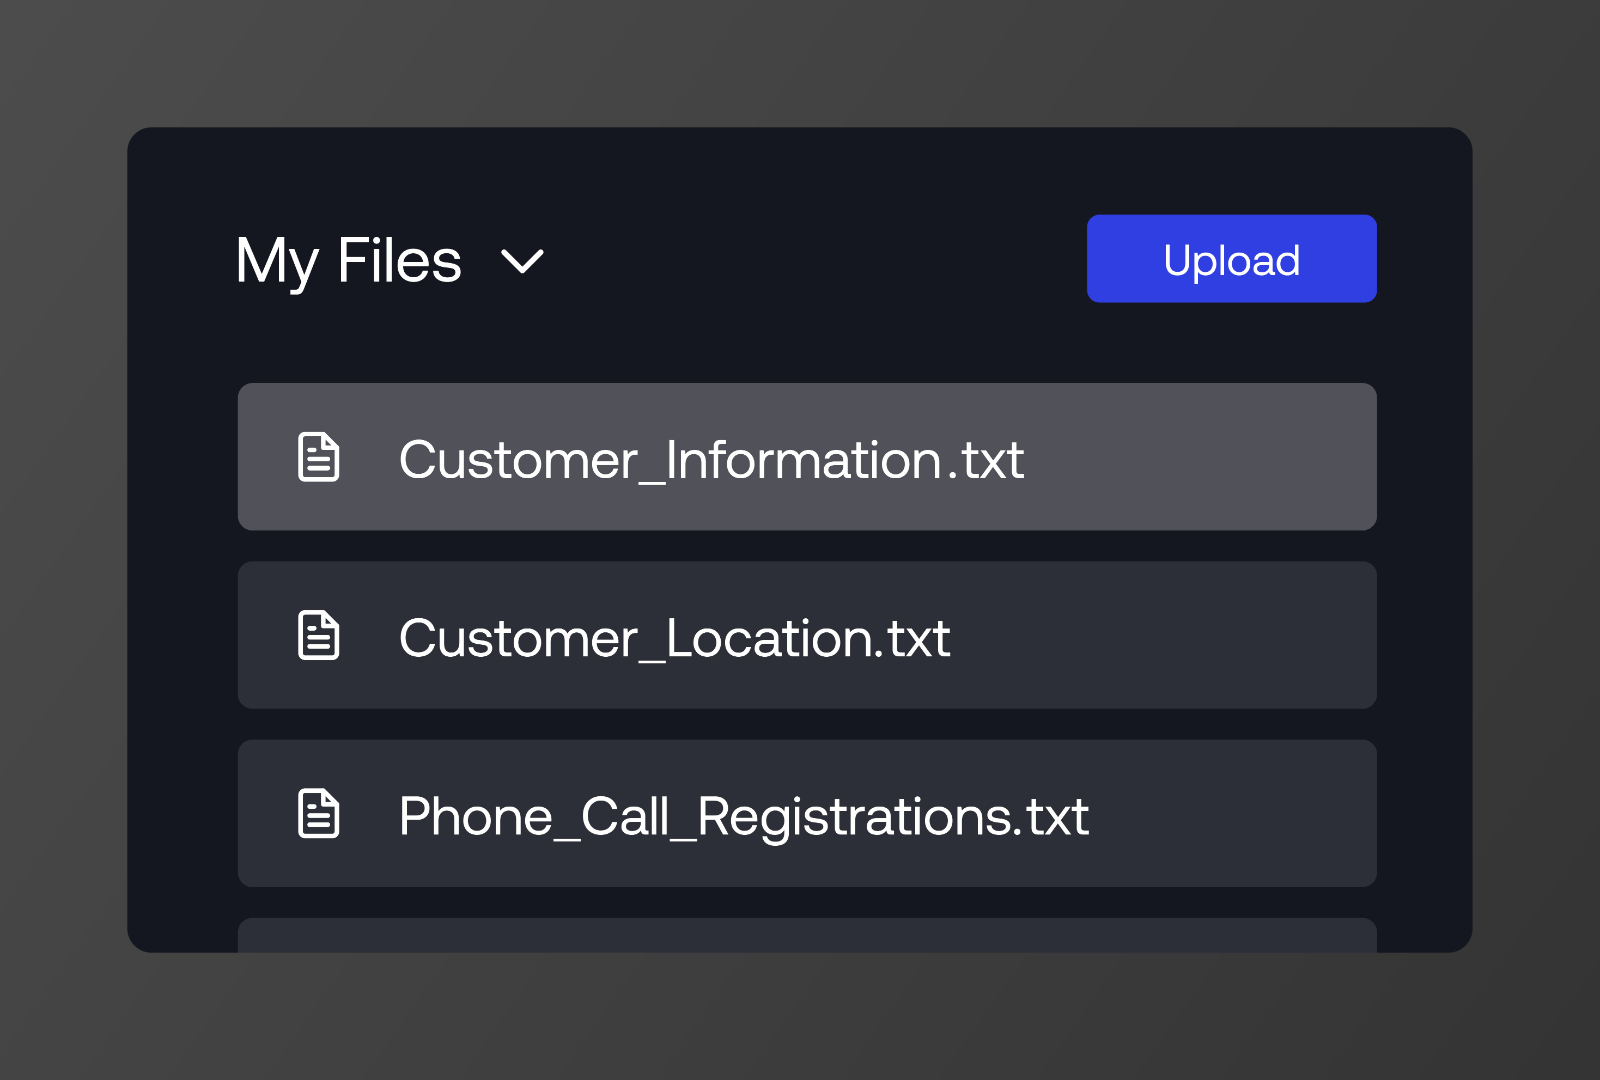 My Files
Upload
Customer_Information.txt
Customer_Location.txt
Phone_Call_Registrations.txt